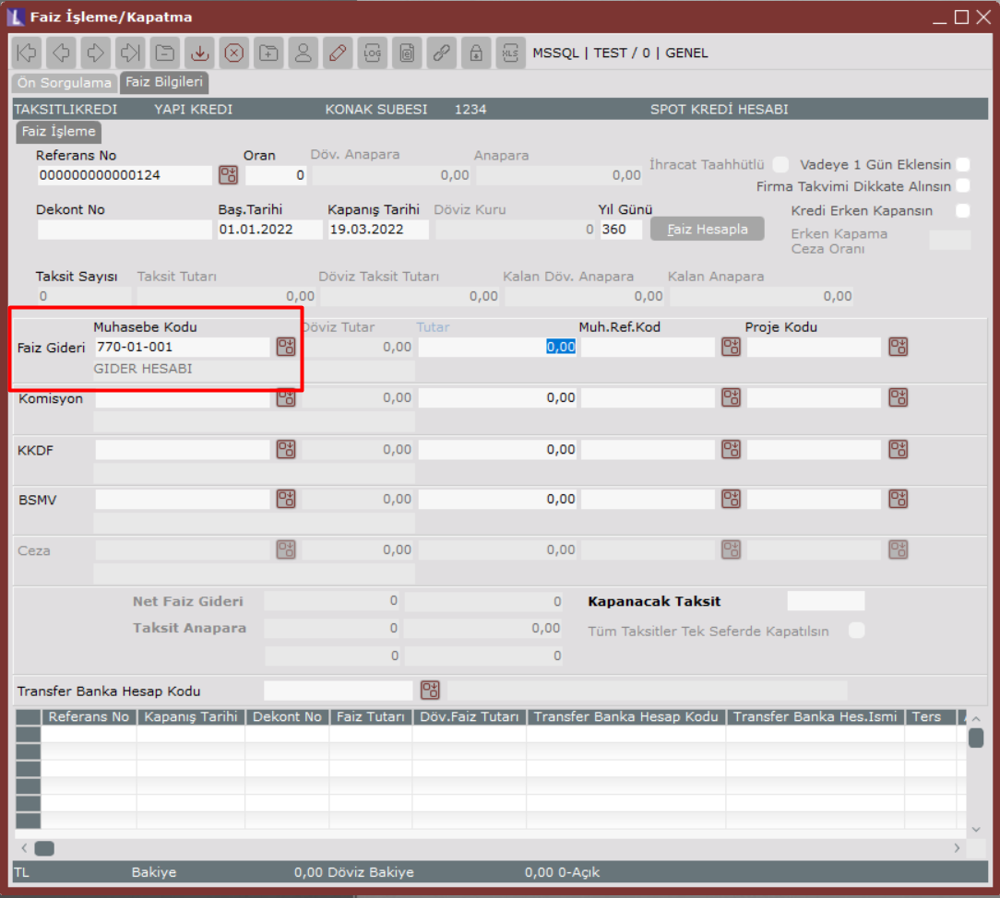 Faiz İşleme/Kapatma
LOG XLS MSSQL | TEST / 0 | GENEL
Ön Sorgulama Faiz Bilgileri
TAKSITLIKREDI YAPI KREDI KONAK SUBESI 1234 SPOT KREDİ HESABI
Faiz İşleme
Referans No Oran Döv. Anapara Anapara
000000000000124 0 0,00 0,00 İhracat Taahhütlü Vadeye 1 Gün Eklensin
Firma Takvimi Dikkate Alınsın
Dekont No Baş.Tarihi Kapanış Tarihi Döviz Kuru Yıl Günü Kredi Erken Kapansın
01.01.2022 19.03.2022 0 360 Faiz Hesapla Erken Kapama
Ceza Oranı
Taksit Sayısı Taksit Tutarı Döviz Taksit Tutarı Kalan Döv. Anapara Kalan Anapara
0 0,00 0,00 0,00 0,00
Muhasebe Kodu Döviz Tutar Tutar Muh.Ref.Kod Proje Kodu
Faiz Gideri 770-01-001 0,00 0,00
GIDER HESABI
Komisyon 0,00 0,00
KKDF 0,00 0,00
BSMV 0,00 0,00
Ceza 0,00 0,00
Net Faiz Gideri 0 0 Kapanacak Taksit
Taksit Anapara 0 0,00 Tüm Taksitler Tek Seferde Kapatılsın
0 0
Transfer Banka Hesap Kodu
Referans No Kapanış Tarihi Dekont No Faiz Tutarı Döv.Faiz Tutarı Transfer Banka Hesap Kodu Transfer Banka Hes.Ismi Ters
TL Bakiye 0,00 Döviz Bakiye 0,00 0-Açık